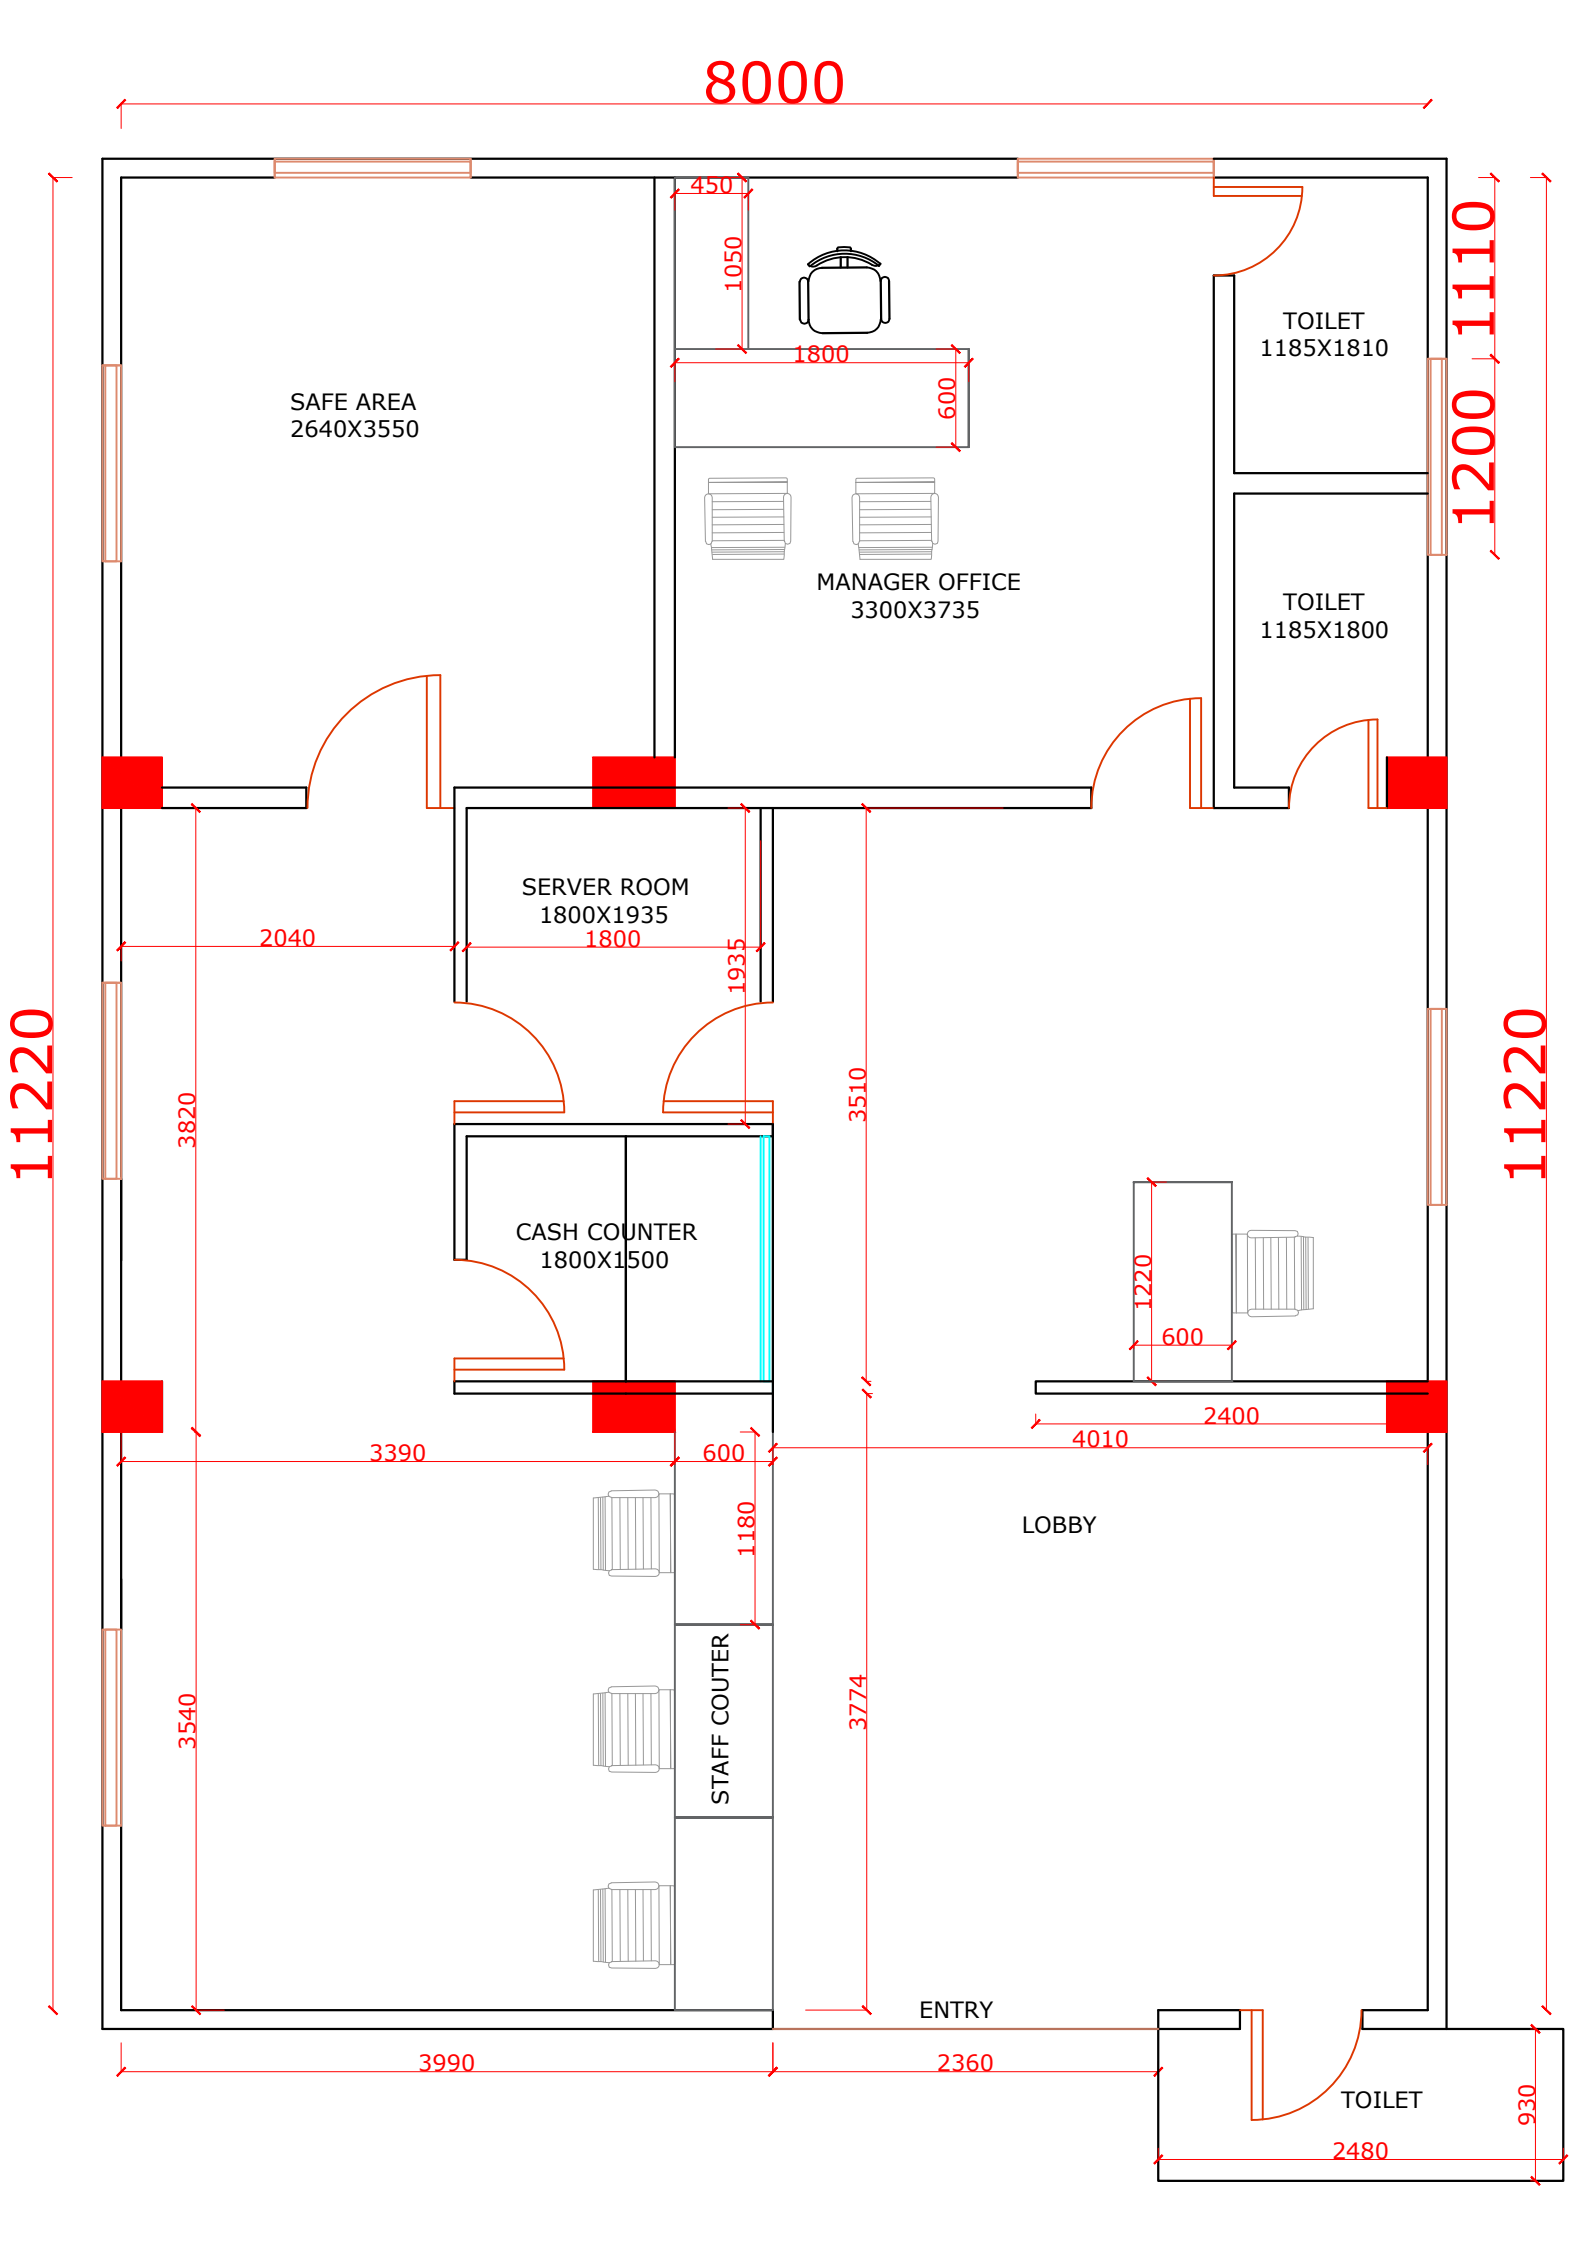 8000
450
1050
1110
TOILET
1185X1810
1800
600
1200
SAFE AREA
2640X3550
MANAGER OFFICE
3300X3735
TOILET
1185X1800
SERVER ROOM
1800X1935
2040
1800
1935
11220
3820
3510
11220
CASH COUNTER
1800X1500
1220
600
2400
4010
3390
600
1180
LOBBY
STAFF COUTER
3540
3774
ENTRY
3990
2360
TOILET
930
2480